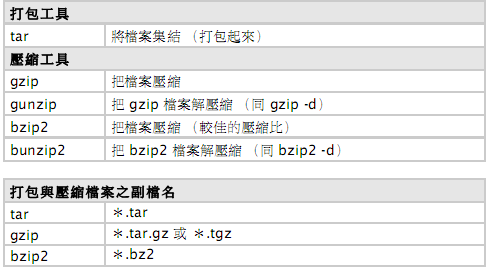 打包工具
tar 將檔案集結 （打包起來）
壓縮工具
gzip 把檔案壓縮
gunzip 把 gzip 檔案解壓縮 （同 gzip -d）
bzip2 把檔案壓縮 （較佳的壓縮比）
bunzip2 把 bzip2 檔案解壓縮 （同 bzip2 -d）
打包與壓縮檔案之副檔名
tar ＊.tar
gzip ＊.tar.gz 或 ＊.tgz
bzip2 ＊.bz2